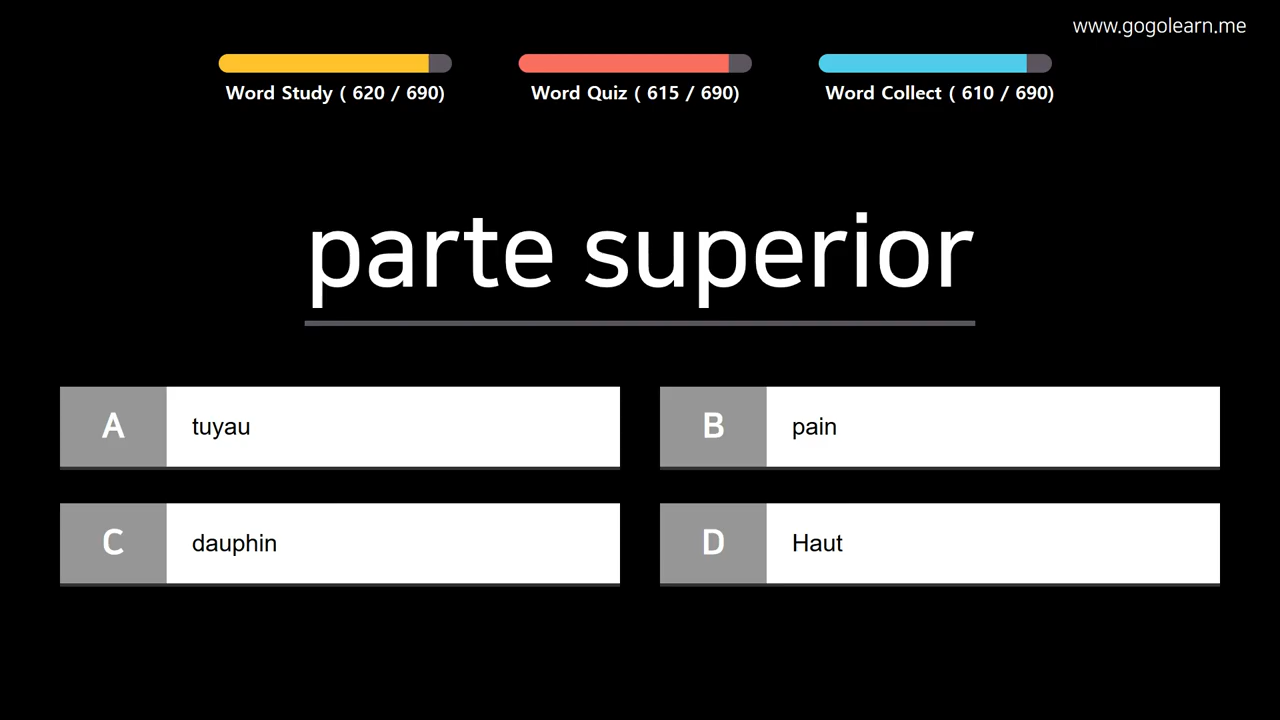 www.gogolearn.me
Word Study ( 620 / 690)
Word Quiz ( 615 / 690)
Word Collect ( 610 / 690)
parte superior
A tuyau
B pain
C dauphin
D Haut